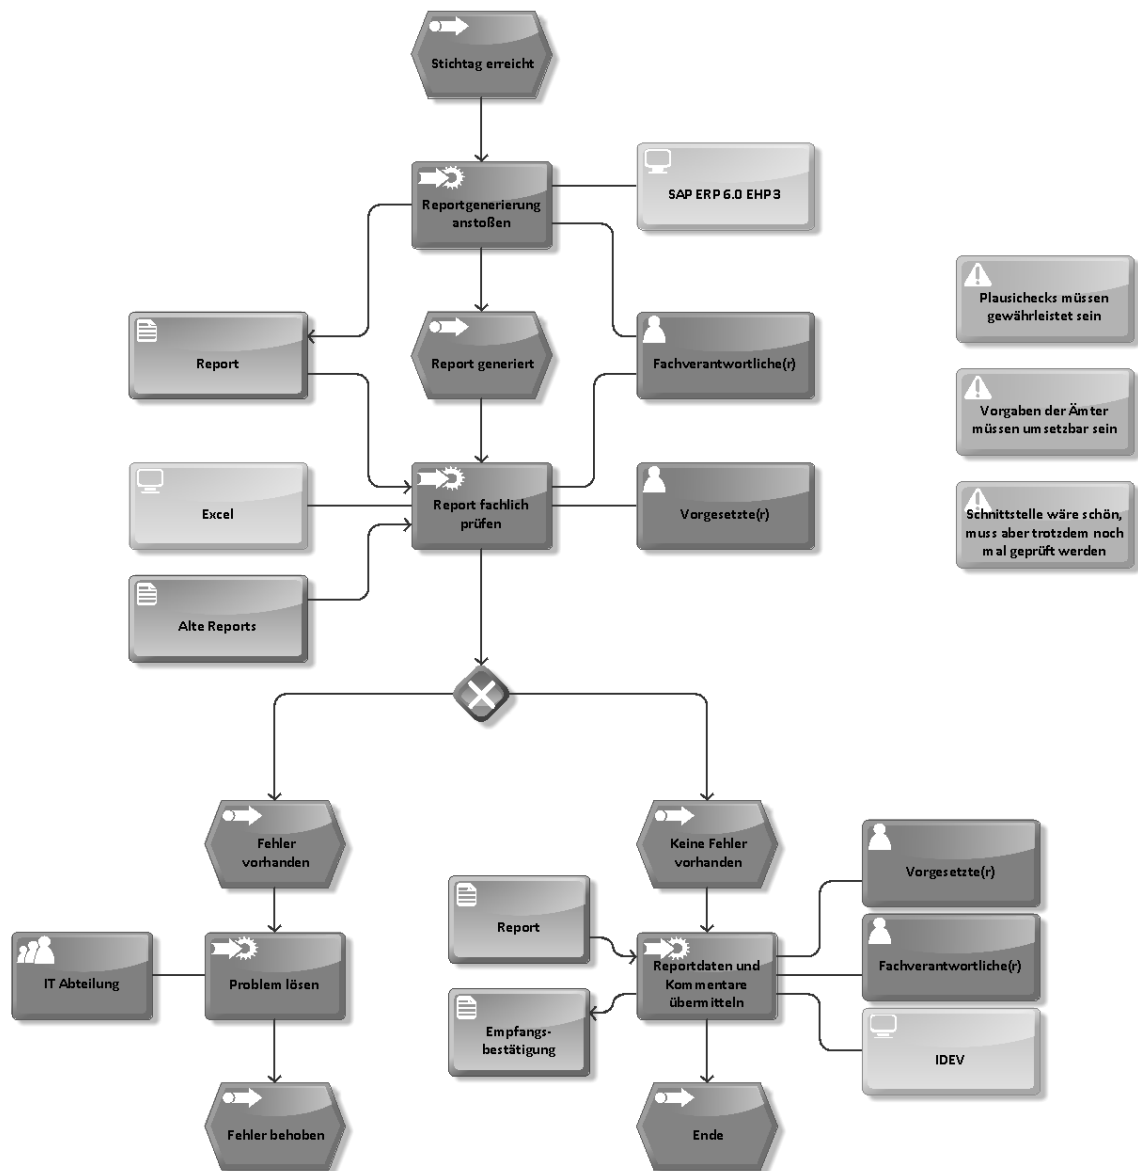 Stichtag erreicht
SAP ERP 6.0 EHP3
Reportgenerierung
anstoßen
Plausichecks müssen
gewährleistet sein
Report
Report generiert
Fachverantwortliche(r)
Vorgaben der Ämter
müssen umsetzbar sein
Excel
Report fachlich
prüfen
Vorgesetzte(r)
Schnittstelle wäre schön,
muss aber trotzdem noch
mal geprüft werden
Alte Reports
Fehler
vorhanden
Keine Fehler
vorhanden
Vorgesetzte(r)
Report
IT Abteilung
Problem lösen
Reportdaten und
Kommentare
übermitteln
Fachverantwortliche(r)
Empfangs-
bestätigung
IDEV
Fehler behoben
Ende